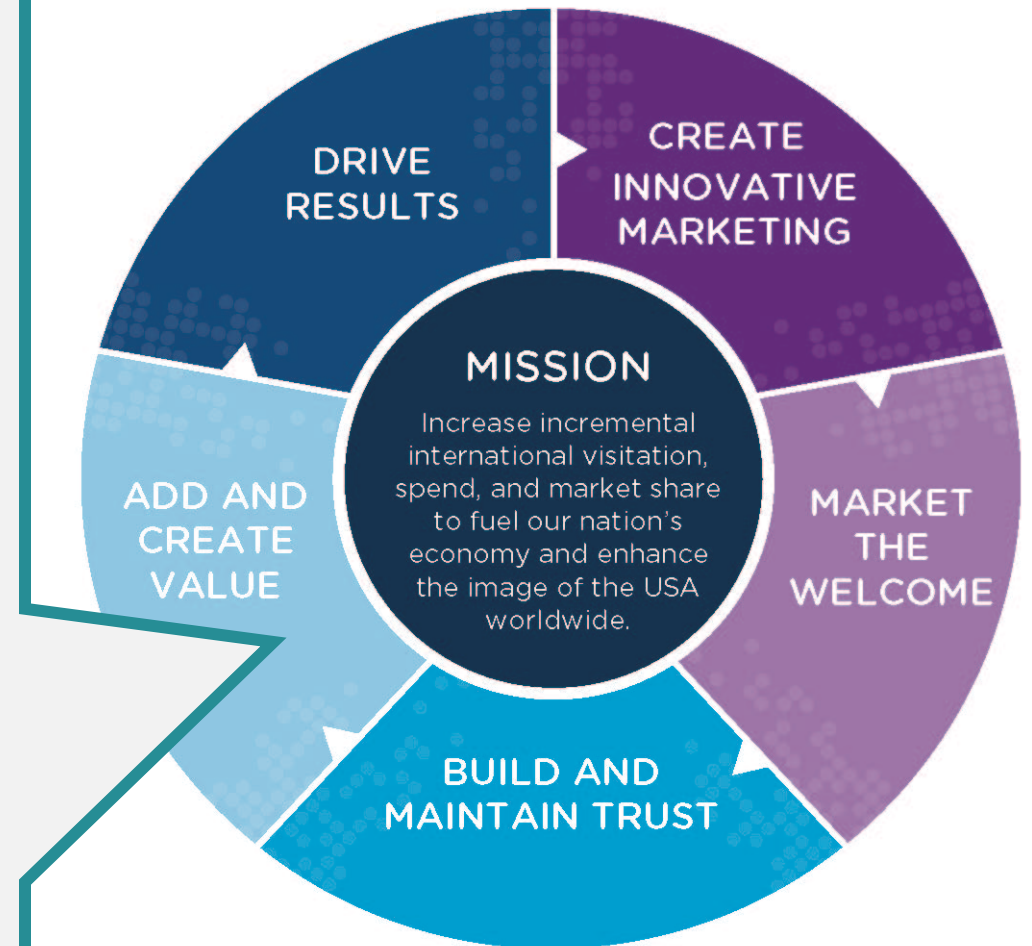 DRIVE
RESULTS
CREATE
INNOVATIVE
MARKETING
MISSION
Increase incremental
international visitation,
spend, and market share
to fuel our nation's
economy and enhance
the image of the USA
worldwide.
ADD AND
CREATE
VALUE
MARKET
THE
WELCOME
BUILD AND
MAINTAIN TRUST